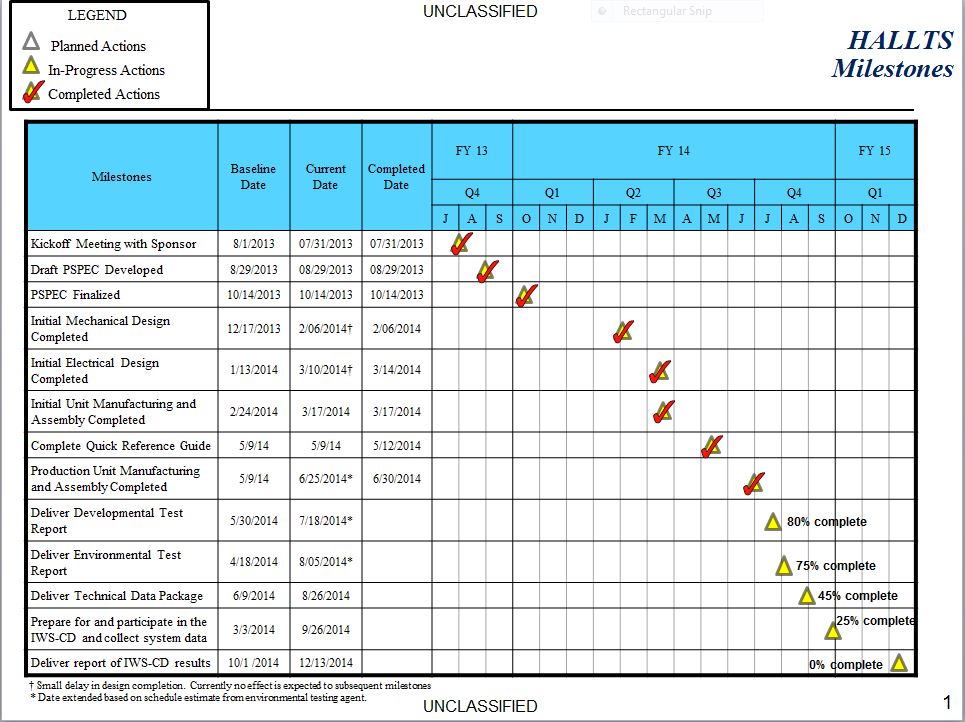 LEGEND
Planned Actions
In-Progress Actions
Completed Actions
UNCLASSIFIED
Rectangular Snip
HALLTS
Milestones
Milestones
Baseline
Date
Current
Date
Completed
Date
FY 13
FY 14
FY 15
Q4 Q1 Q2 Q3 Q4 Q1
J A S O N D J F M A M J J A S O N D
Kickoff Meeting with Sponsor 8/1/2013 07/31/2013 07/31/2013
Draft PSPEC Developed 8/29/2013 08/29/2013 08/29/2013
PSPEC Finalized 10/14/2013 10/14/2013 10/14/2013
Initial Mechanical Design
Completed
12/17/2013 2/06/2014† 2/06/2014
Initial Electrical Design
Completed
1/13/2014 3/10/2014† 3/14/2014
Initial Unit Manufacturing and
Assembly Completed
2/24/2014 3/17/2014 3/17/2014
Complete Quick Reference Guide 5/9/14 5/9/14 5/12/2014
Production Unit Manufacturing
and Assembly Completed
5/9/14 6/25/2014* 6/30/2014
Deliver Developmental Test
Report
5/30/2014 7/18/2014* 80% complete
Deliver Environmental Test
Report
4/18/2014 8/05/2014* 75% complete
Deliver Technical Data Package 6/9/2014 8/26/2014 45% complete
Prepare for and participate in the
IWS-CD and collect system data
3/3/2014 9/26/2014 25% complete
Deliver report of IWS-CD results 10/1 /2014 12/13/2014 0% complete
† Small delay in design completion. Currently no effect is expected to subsequent milestones
* Date extended based on schedule estimate from environmental testing agent.
UNCLASSIFIED
1